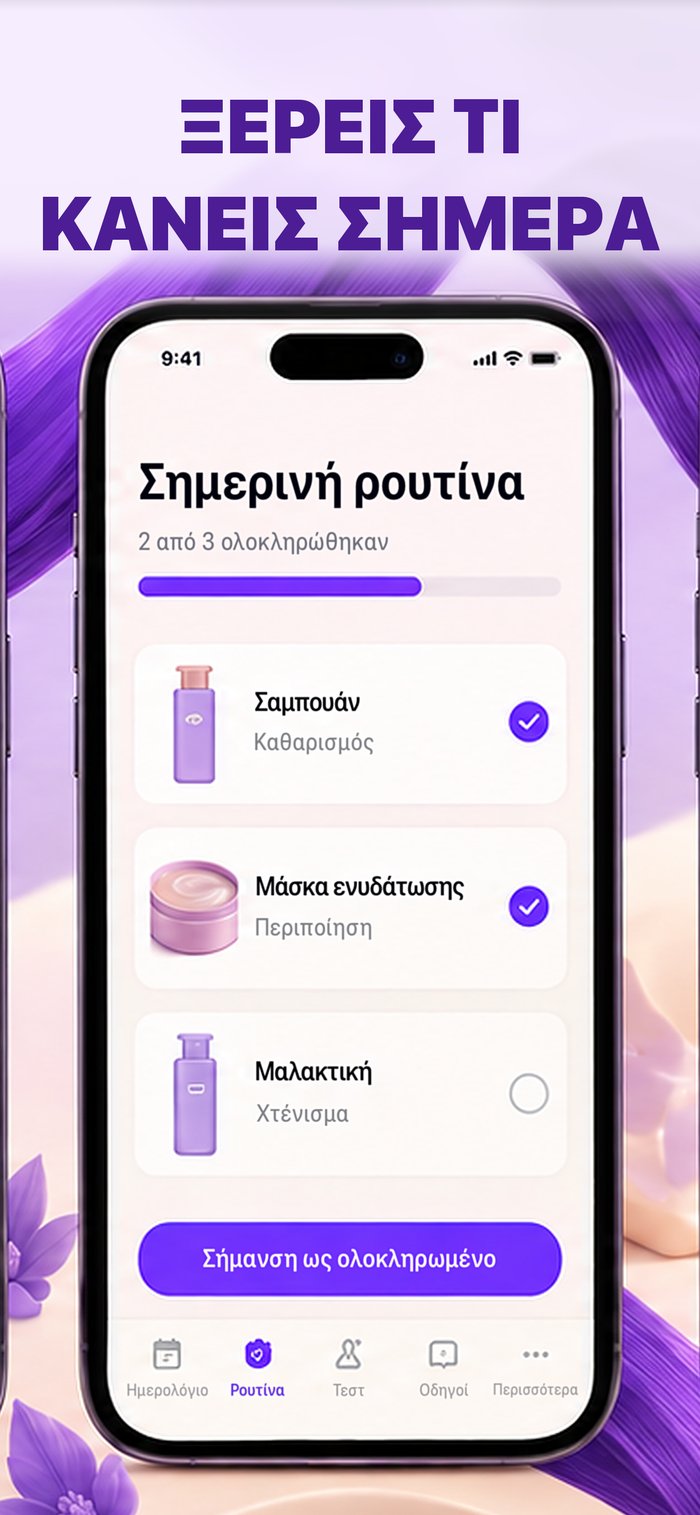 ΞΕΡΕΙΣ ΤΙ
ΚΑΝΕΙΣ ΣΗΜΕΡΑ
9:41
Σημερινή ρουτίνα
2 από 3 ολοκληρώθηκαν
Σαμπουάν
Καθαρισμός
Μάσκα ενυδάτωσης
Περιποίηση
Μαλακτική
Χτένισμα
Σήμανση ως ολοκληρωμένο
Ημερολόγιο Ρουτίνα Τεστ Οδηγοί Περισσότερα